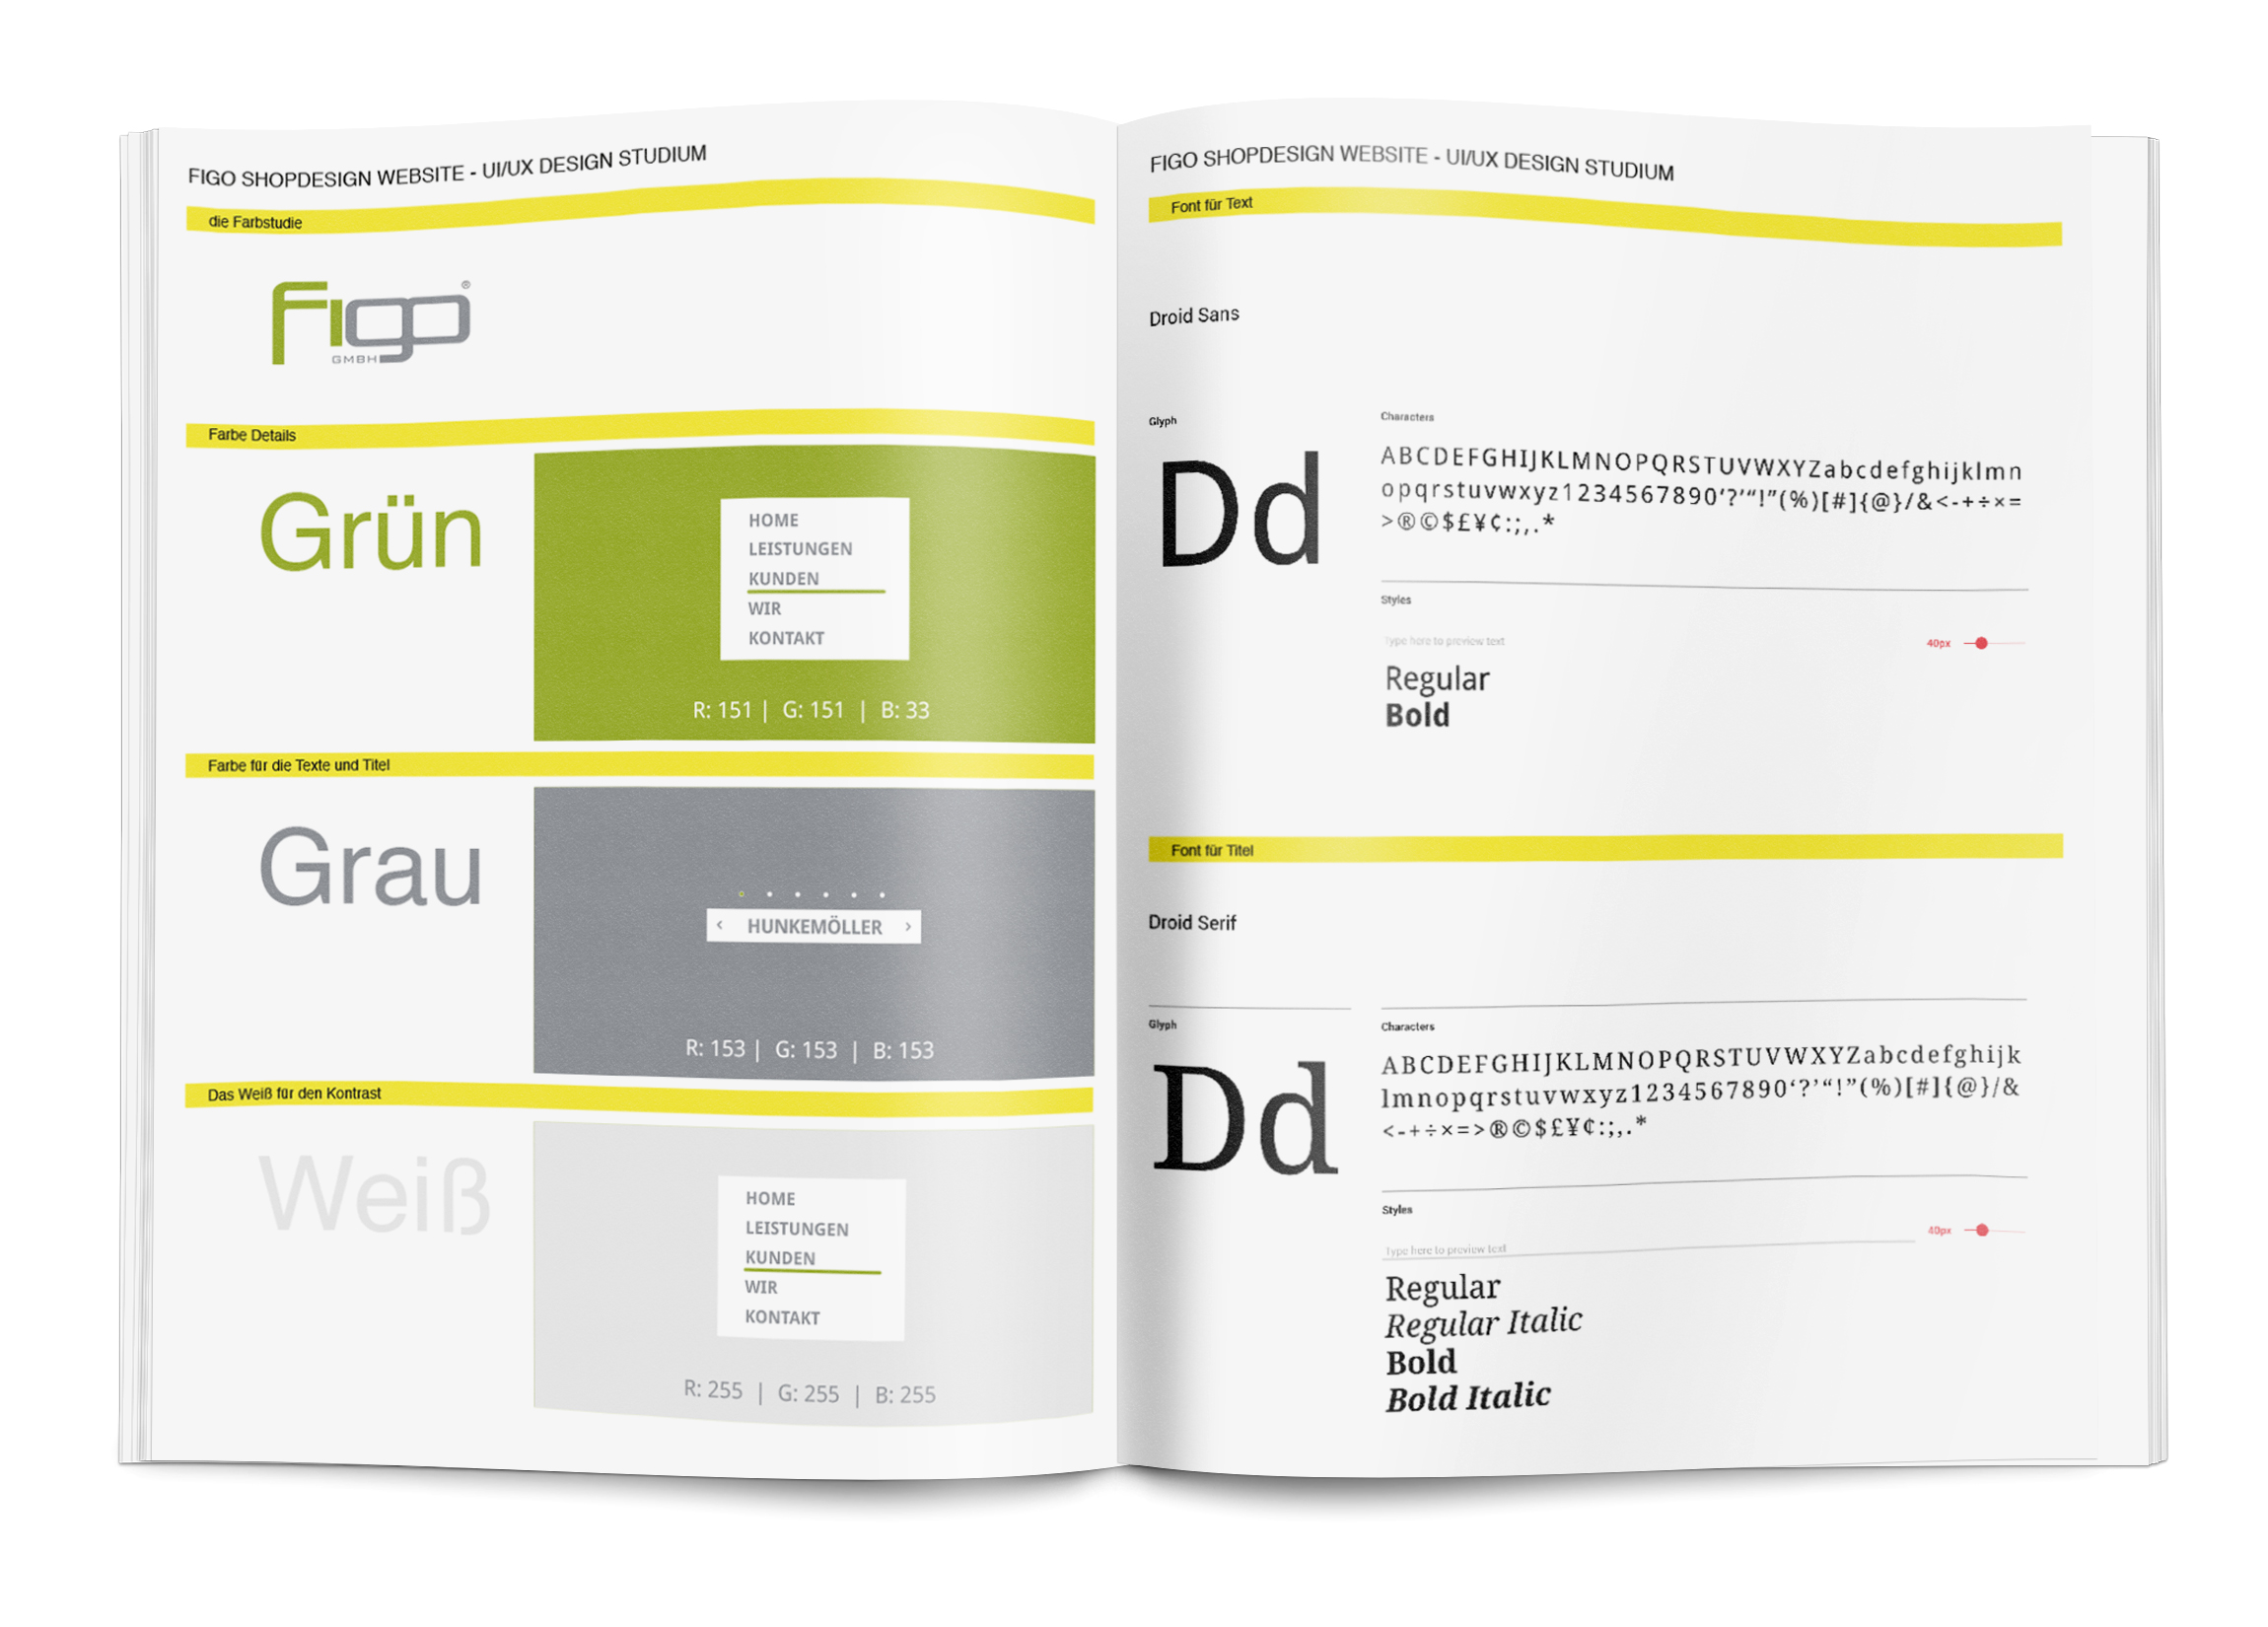 FIGO SHOPDESIGN WEBSITE - UI/UX DESIGN STUDIUM
die Farbstudie
Figo®
GMBH
Farbe Details
Grün
HOME
LEISTUNGEN
KUNDEN
WIR
KONTAKT
R: 151 | G: 151 | B: 33
Farbe für die Texte und Titel
Grau
‹ HUNKEMÖLLER ›
R: 153 | G: 153 | B: 153
Das Weiß für den Kontrast
Weiß
HOME
LEISTUNGEN
KUNDEN
WIR
KONTAKT
R: 255 | G: 255 | B: 255
FIGO SHOPDESIGN WEBSITE - UI/UX DESIGN STUDIUM
Font für Text
Droid Sans
Glyph
Dd
Characters
ABCDEFGHIJKLMNOPQRSTUVWXYZabcdefghijklmn
opqrstuvwxyz1234567890‘?’“!”(%)[#]{@}/&<-+÷×=
>®©$£¥¢:;,.*
Styles
Type here to preview text
40px
Regular
Bold
Font für Titel
Droid Serif
Glyph
Dd
Characters
ABCDEFGHIJKLMNOPQRSTUVWXYZabcdefghijk
lmnopqrstuvwxyz1234567890‘?’“!”(%)[#]{@}/&
<-+÷×=>®©$£¥¢:;,.*
Styles
Type here to preview text
40px
Regular
Regular Italic
Bold
Bold Italic